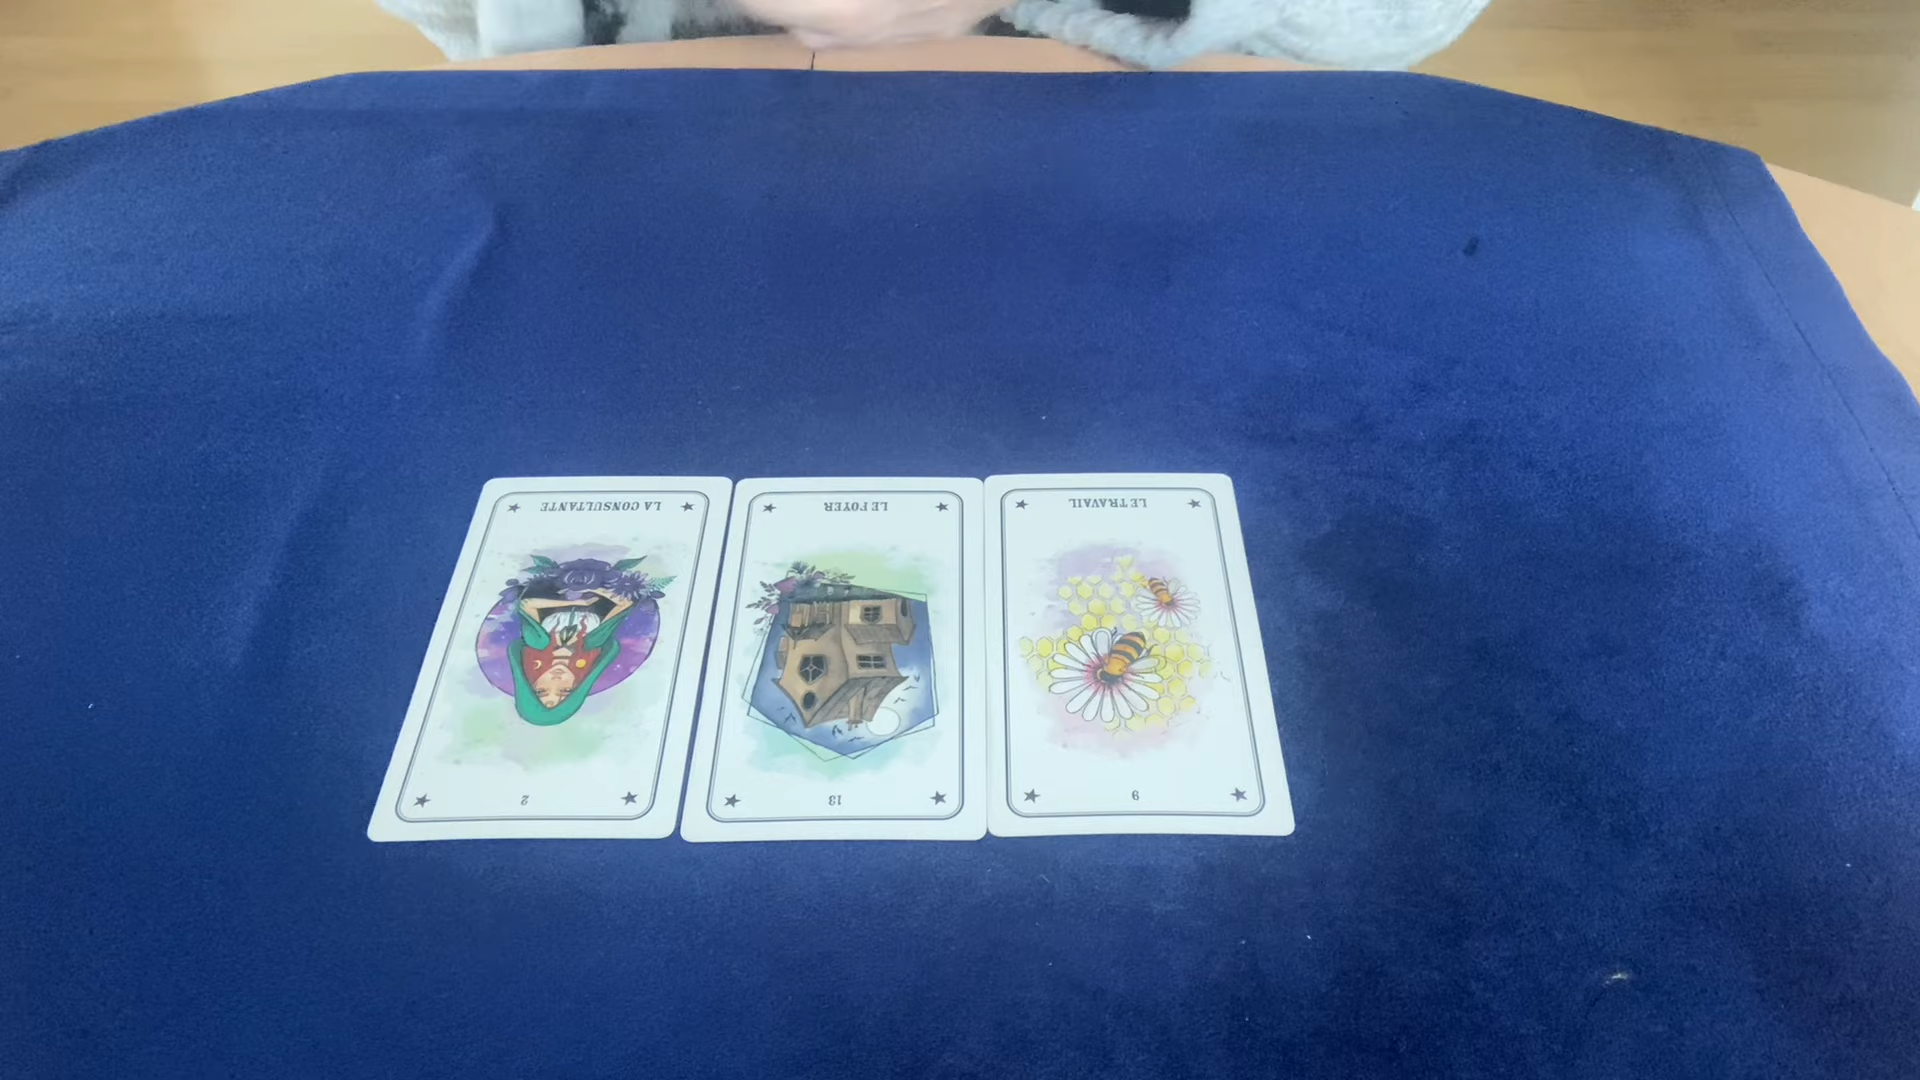 LA CONSULTANTE
LE FOYER
LE TRAVAIL
2
13
9